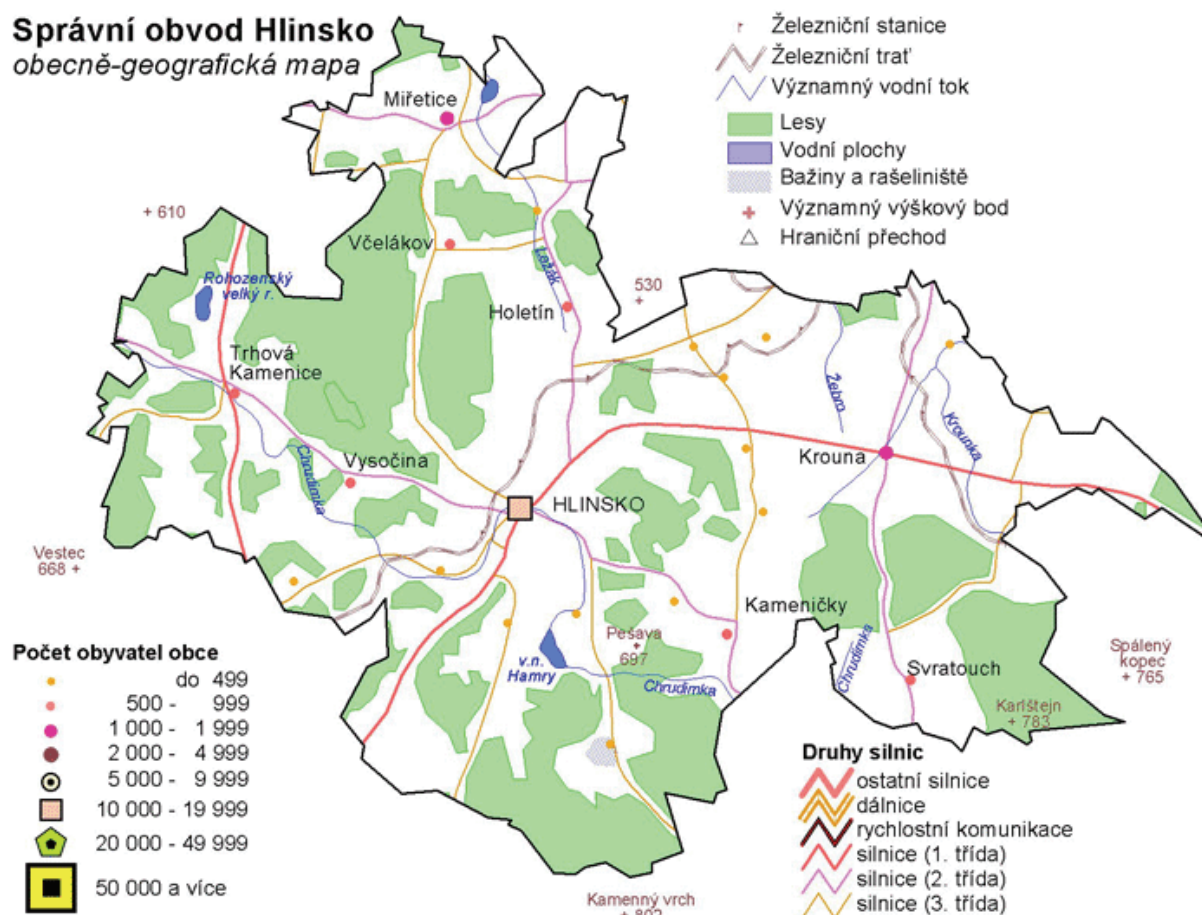 Správní obvod Hlinsko
obecně-geografická mapa
Železniční stanice
Železniční trať
Významný vodní tok
Lesy
Vodní plochy
Bažiny a rašeliniště
Významný výškový bod
Hraniční přechod
Miřetice
+ 610
Včelákov
Ležák
Rohozenský
velký r.
530
+
Holetín
Trhová
Kamenice
Žebro
Krounka
Vysočina
Krouna
Chrudimka
HLINSKO
Vestec
668 +
Kameničky
Pešava
+
697
v.n.
Hamry
Chrudimka
Chrudimka
Svratouch
Spálený
kopec
+ 765
Karlštejn
+ 783
Kamenný vrch
+ 802
Počet obyvatel obce
do 499
500 - 999
1 000 - 1 999
2 000 - 4 999
5 000 - 9 999
10 000 - 19 999
20 000 - 49 999
50 000 a více
Druhy silnic
ostatní silnice
dálnice
rychlostní komunikace
silnice (1. třída)
silnice (2. třída)
silnice (3. třída)